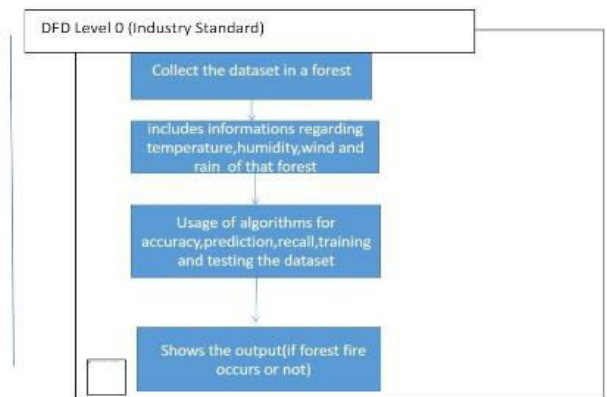 DFD Level 0 (Industry Standard)
Collect the dataset in a forest
includes informations regarding
temperature,humidity,wind and
rain of that forest
Usage of algorithms for
accuracy,prediction,recall,training
and testing the dataset
Shows the output(if forest fire
occurs or not)